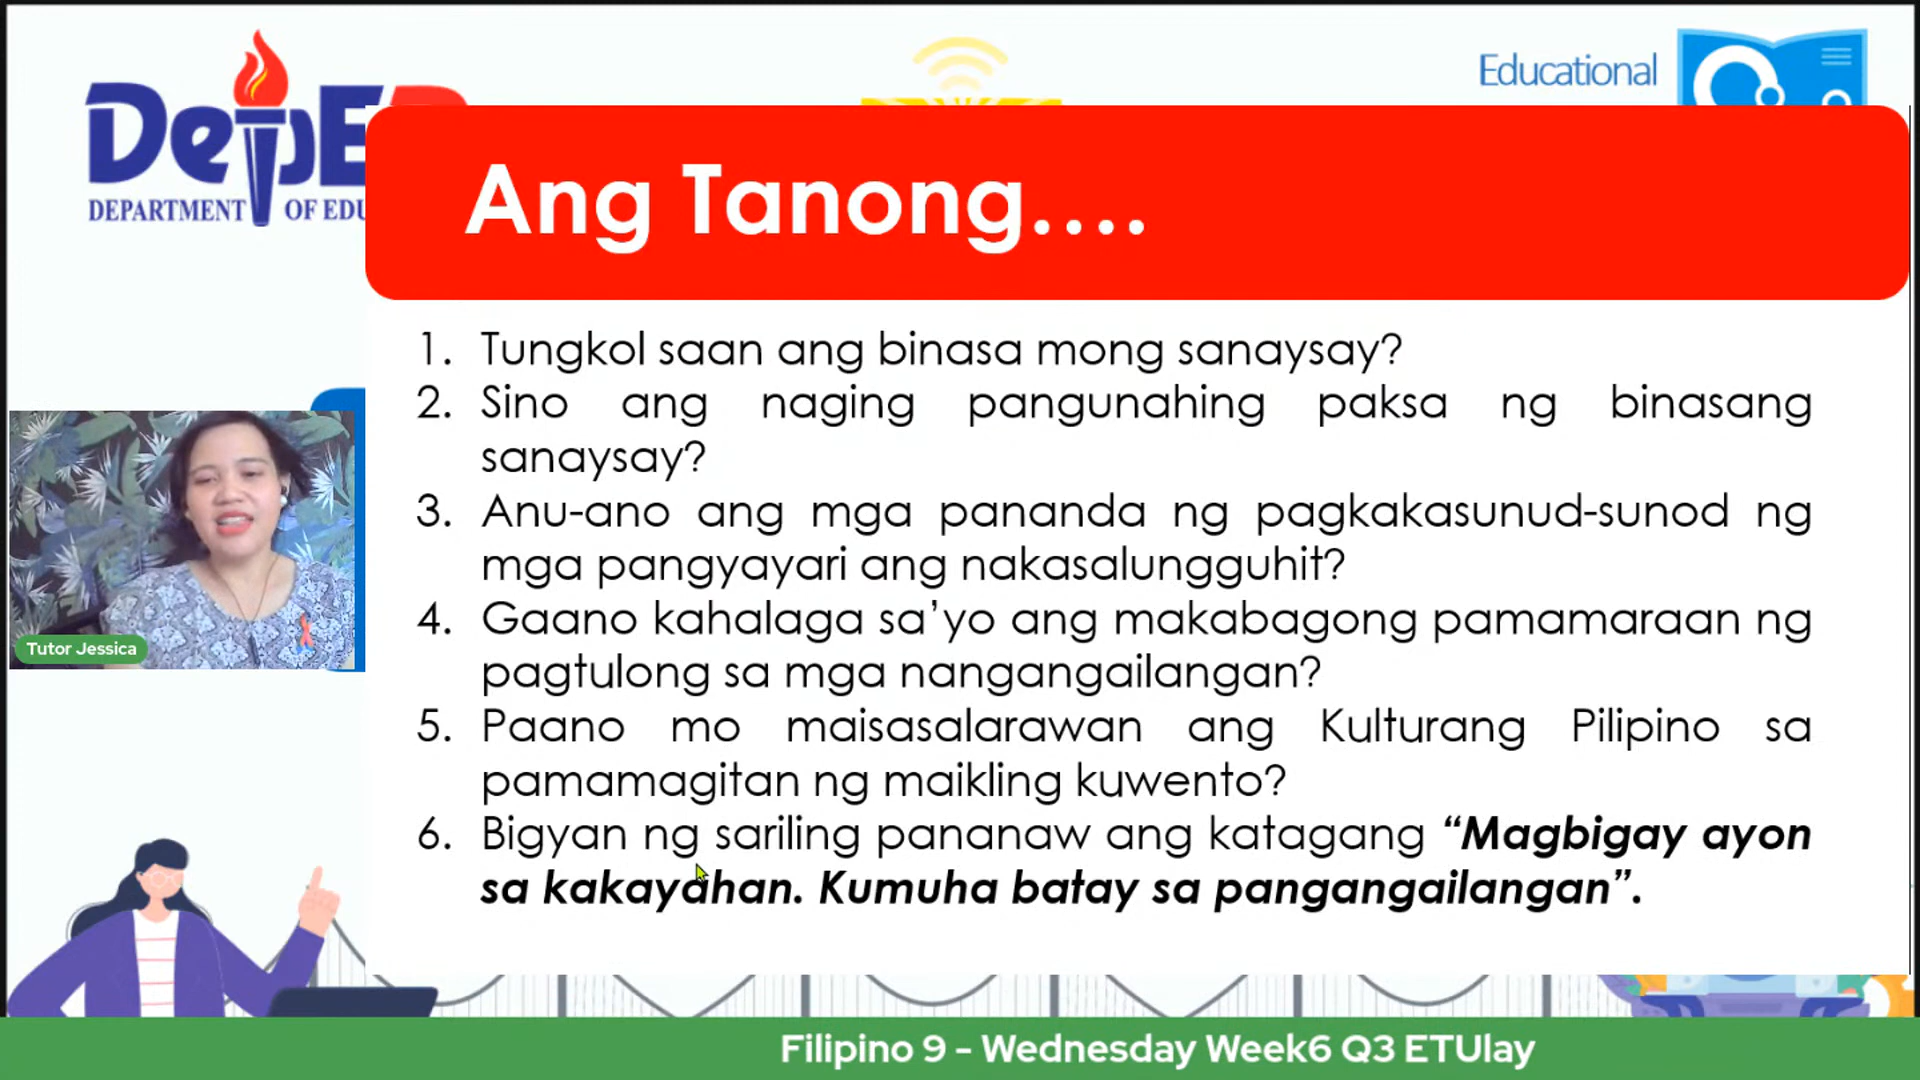 DepE
DEPARTMENT OF EDU
Educational
Ang Tanong....
1. Tungkol saan ang binasa mong sanaysay?
2. Sino ang naging pangunahing paksa ng binasang
sanaysay?
3. Anu-ano ang mga pananda ng pagkakasunud-sunod ng
mga pangyayari ang nakasalungguhit?
4. Gaano kahalaga sa’yo ang makabagong pamamaraan ng
pagtulong sa mga nangangailangan?
5. Paano mo maisasalarawan ang Kulturang Pilipino sa
pamamagitan ng maikling kuwento?
6. Bigyan ng sariling pananaw ang katagang “Magbigay ayon
sa kakayahan. Kumuha batay sa pangangailangan”.
Tutor Jessica
Filipino 9 - Wednesday Week6 Q3 ETUlay